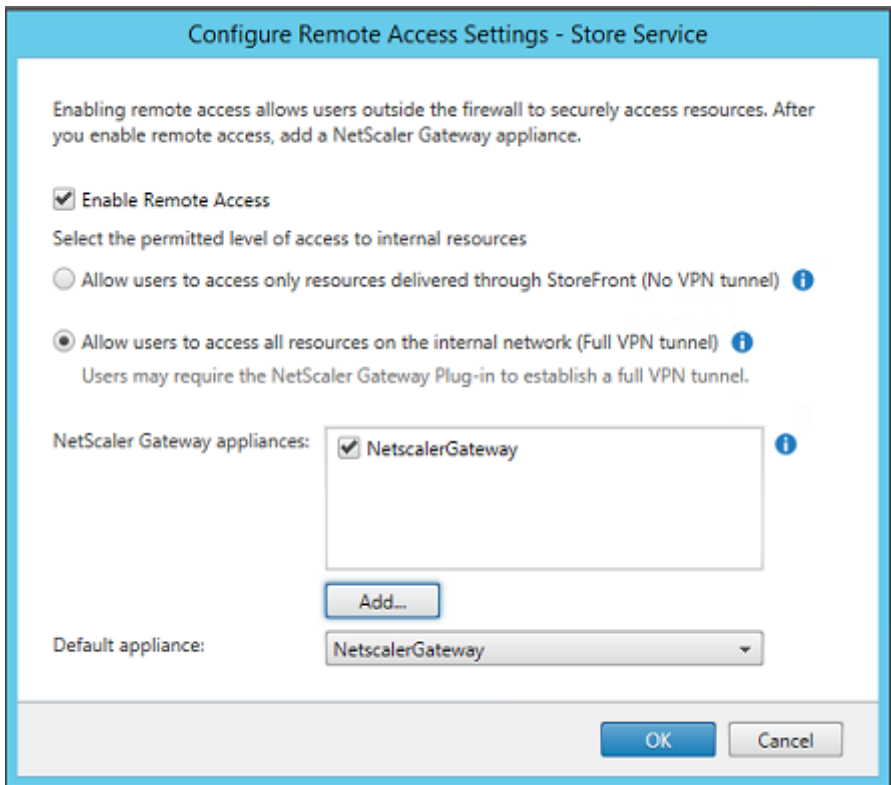 Configure Remote Access Settings - Store Service
Enabling remote access allows users outside the firewall to securely access resources. After
you enable remote access, add a NetScaler Gateway appliance.
Enable Remote Access
Select the permitted level of access to internal resources
Allow users to access only resources delivered through StoreFront (No VPN tunnel)
Allow users to access all resources on the internal network (Full VPN tunnel)
Users may require the NetScaler Gateway Plug-in to establish a full VPN tunnel.
NetScaler Gateway appliances:
NetscalerGateway
Add...
Default appliance:
NetscalerGateway
OK
Cancel